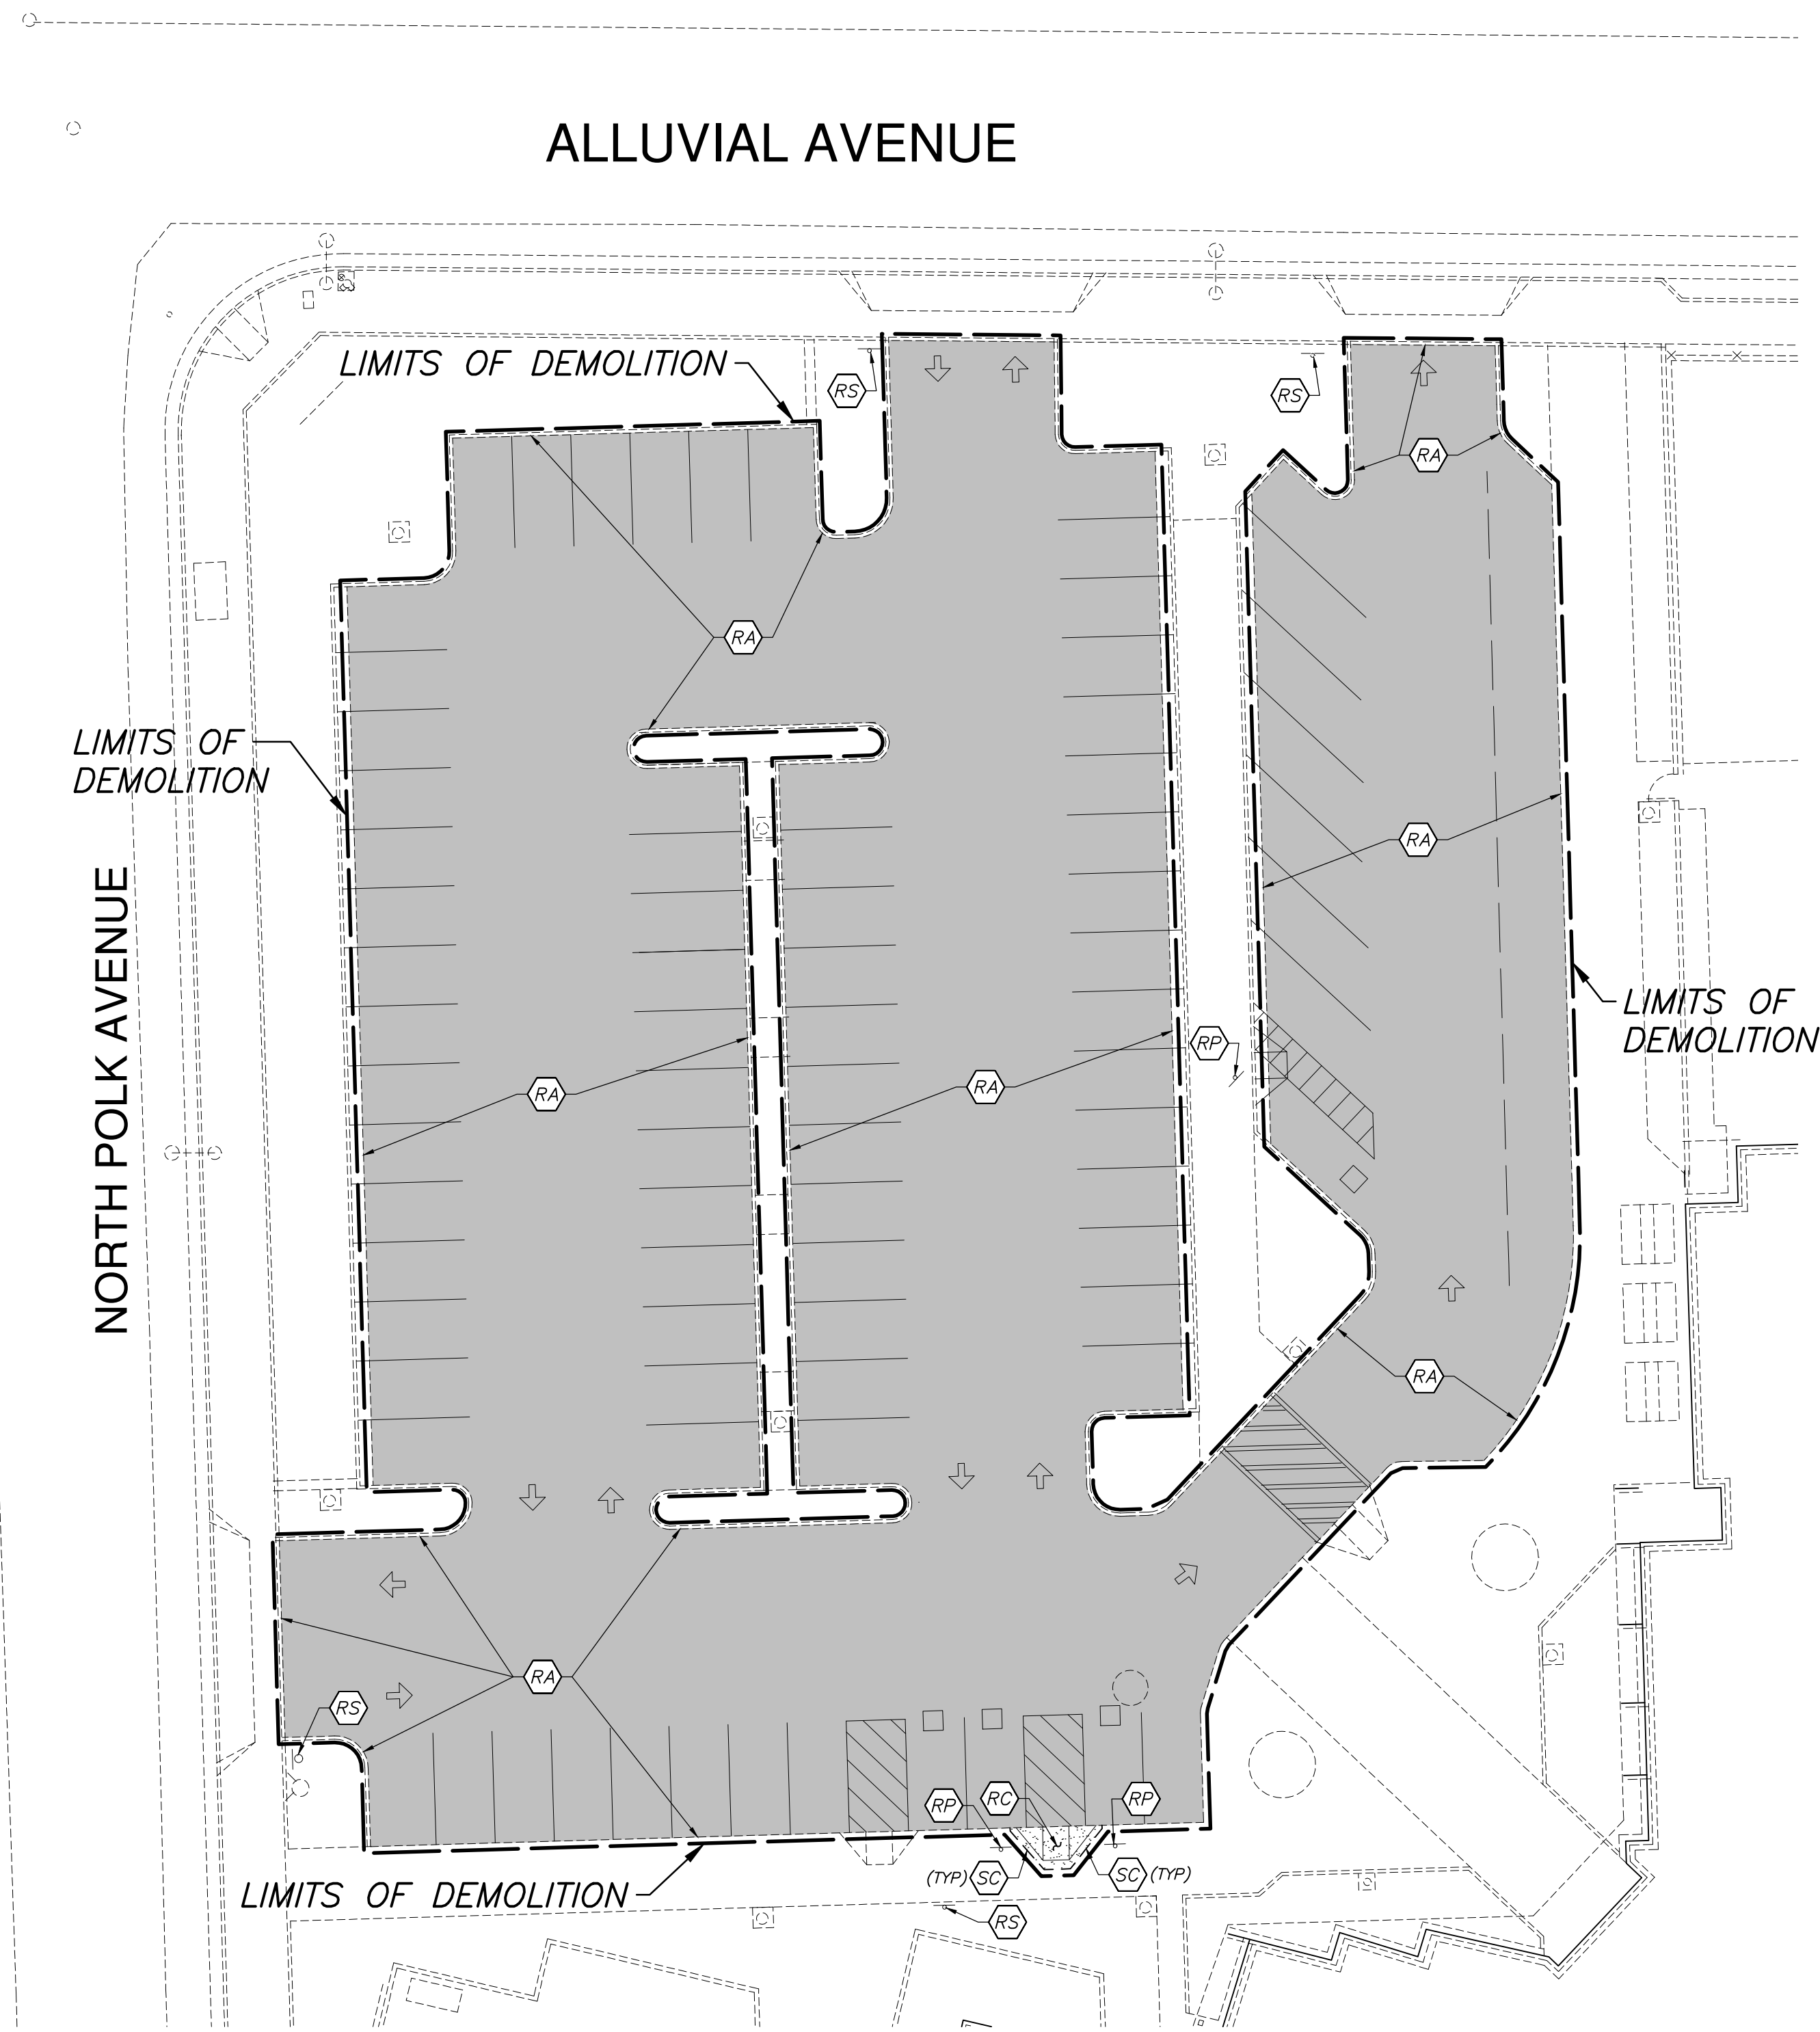 ALLUVIAL AVENUE
LIMITS OF DEMOLITION
RS
RS
RA
RA
LIMITS OF
DEMOLITION
RA
NORTH POLK AVENUE
LIMITS OF
DEMOLITION
RP
RA
RA
RA
RA
RS
RP
RC
RP
(TYP) SC
SC (TYP)
LIMITS OF DEMOLITION
RS